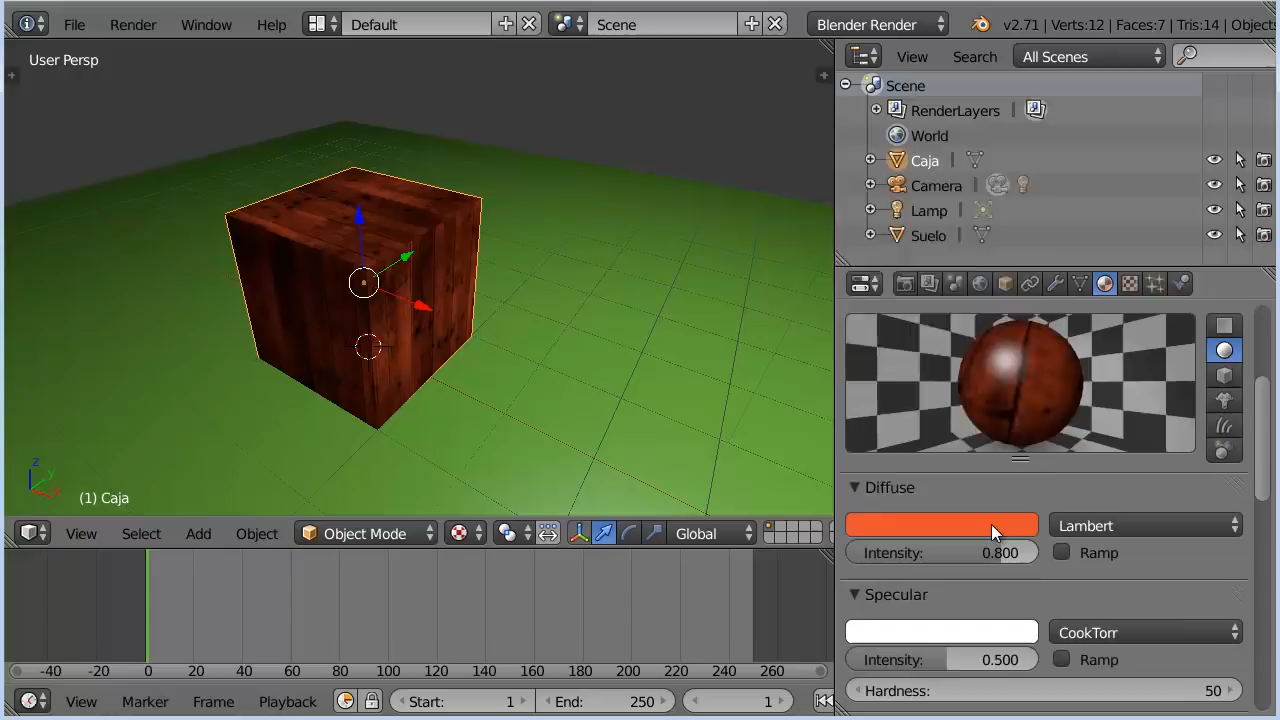 File Render Window Help Default Scene Blender Render v2.71 | Verts:12 | Faces:7 | Tris:14 | Object
User Persp
View Search All Scenes
Scene
RenderLayers
World
Caja
Camera
Lamp
Suelo
Diffuse
Lambert
Intensity: 0.800 Ramp
Specular
CookTorr
Intensity: 0.500 Ramp
Hardness: 50
z
y
x
(1) Caja
View Select Add Object Object Mode Global
-40 -20 0 20 40 60 80 100 120 140 160 180 200 220 240 260
View Marker Frame Playback Start: 1 End: 250 1